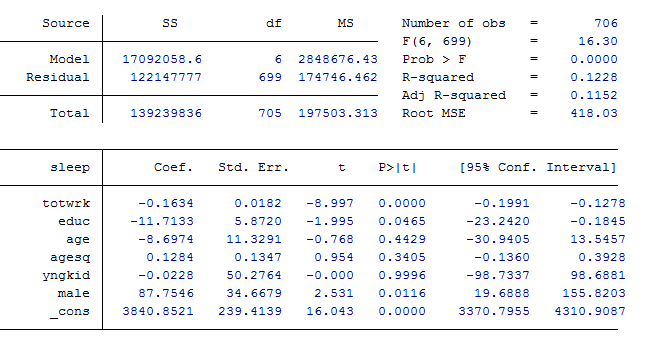 Source SS df MS Number of obs = 706
F(6, 699) = 16.30
Model 17092058.6 6 2848676.43 Prob > F = 0.0000
Residual 122147777 699 174746.462 R-squared = 0.1228
Adj R-squared = 0.1152
Total 139239836 705 197503.313 Root MSE = 418.03
sleep Coef. Std. Err. t P>|t| [95% Conf. Interval]
totwrk -0.1634 0.0182 -8.997 0.0000 -0.1991 -0.1278
educ -11.7133 5.8720 -1.995 0.0465 -23.2420 -0.1845
age -8.6974 11.3291 -0.768 0.4429 -30.9405 13.5457
agesq 0.1284 0.1347 0.954 0.3405 -0.1360 0.3928
yngkid -0.0228 50.2764 -0.000 0.9996 -98.7337 98.6881
male 87.7546 34.6679 2.531 0.0116 19.6888 155.8203
_cons 3840.8521 239.4139 16.043 0.0000 3370.7955 4310.9087